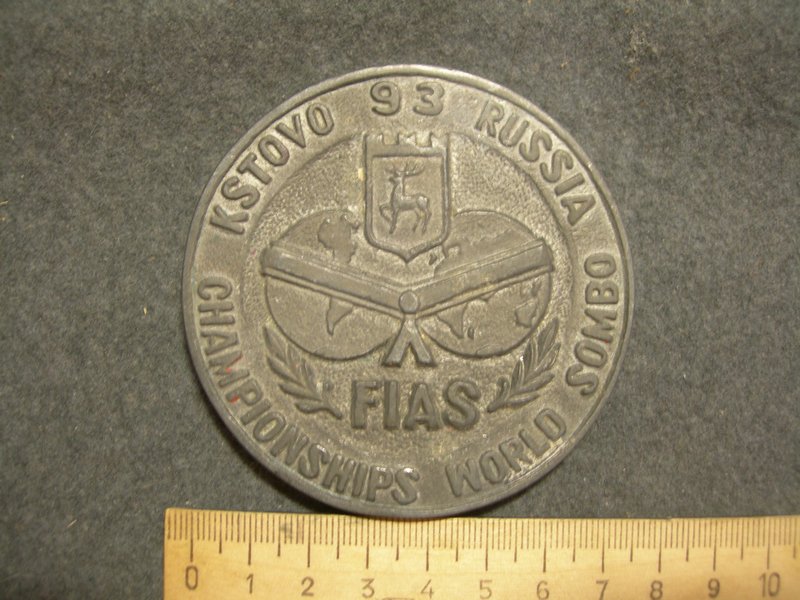 KSTOVO 93 RUSSIA
CHAMPIONSHIPS WORLD SOMBO
FIAS
0 1 2 3 4 5 6 7 8 9 10